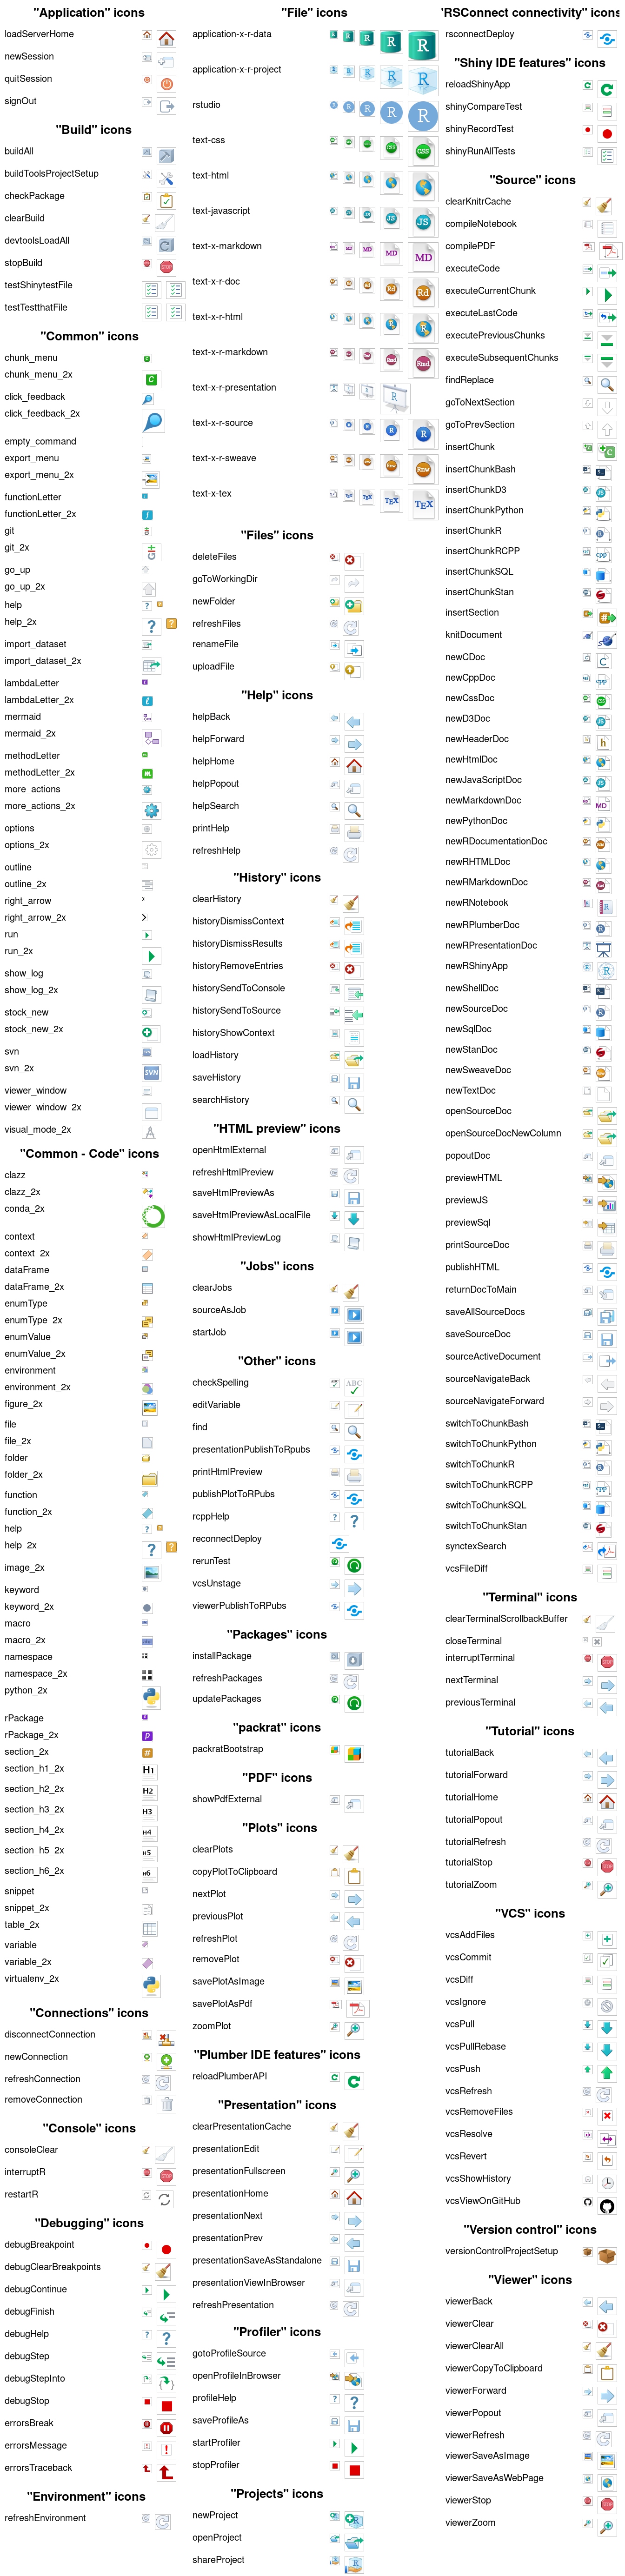 "Application" icons
loadServerHome
newSession
quitSession
signOut
"Build" icons
buildAll
buildToolsProjectSetup
checkPackage
clearBuild
devtoolsLoadAll
stopBuild
testShinytestFile
testTestthatFile
"Common" icons
chunk_menu
chunk_menu_2x
click_feedback
click_feedback_2x
empty_command
export_menu
export_menu_2x
functionLetter
functionLetter_2x
git
git_2x
go_up
go_up_2x
help
help_2x
import_dataset
import_dataset_2x
lambdaLetter
lambdaLetter_2x
mermaid
mermaid_2x
methodLetter
methodLetter_2x
more_actions
more_actions_2x
options
options_2x
outline
outline_2x
right_arrow
right_arrow_2x
run
run_2x
show_log
show_log_2x
stock_new
stock_new_2x
svn
svn_2x
viewer_window
viewer_window_2x
visual_mode_2x
"Common - Code" icons
clazz
clazz_2x
conda_2x
context
context_2x
dataFrame
dataFrame_2x
enumType
enumType_2x
enumValue
enumValue_2x
environment
environment_2x
figure_2x
file
file_2x
folder
folder_2x
function
function_2x
help
help_2x
image_2x
keyword
keyword_2x
macro
macro_2x
namespace
namespace_2x
python_2x
rPackage
rPackage_2x
section_2x
section_h1_2x H1
section_h2_2x H2
section_h3_2x H3
section_h4_2x H4
section_h5_2x H5
section_h6_2x H6
snippet
snippet_2x
table_2x
variable
variable_2x
virtualenv_2x
"Connections" icons
disconnectConnection
newConnection
refreshConnection
removeConnection
"Console" icons
consoleClear
interruptR
restartR
"Debugging" icons
debugBreakpoint
debugClearBreakpoints
debugContinue
debugFinish
debugHelp
debugStep
debugStepInto
debugStop
errorsBreak
errorsMessage
errorsTraceback
"Environment" icons
refreshEnvironment
"File" icons
application-x-r-data
application-x-r-project
rstudio
text-css
text-html
text-javascript
text-x-markdown
text-x-r-doc
text-x-r-html
text-x-r-markdown
text-x-r-presentation
text-x-r-source
text-x-r-sweave
text-x-tex
"Files" icons
deleteFiles
goToWorkingDir
newFolder
refreshFiles
renameFile
uploadFile
"Help" icons
helpBack
helpForward
helpHome
helpPopout
helpSearch
printHelp
refreshHelp
"History" icons
clearHistory
historyDismissContext
historyDismissResults
historyRemoveEntries
historySendToConsole
historySendToSource
historyShowContext
loadHistory
saveHistory
searchHistory
"HTML preview" icons
openHtmlExternal
refreshHtmlPreview
saveHtmlPreviewAs
saveHtmlPreviewAsLocalFile
showHtmlPreviewLog
"Jobs" icons
clearJobs
sourceAsJob
startJob
"Other" icons
checkSpelling ABC
editVariable
find
presentationPublishToRpubs
printHtmlPreview
publishPlotToRPubs
rcppHelp
reconnectDeploy
rerunTest
vcsUnstage
viewerPublishToRPubs
"Packages" icons
installPackage
refreshPackages
updatePackages
"packrat" icons
packratBootstrap
"PDF" icons
showPdfExternal
"Plots" icons
clearPlots
copyPlotToClipboard
nextPlot
previousPlot
refreshPlot
removePlot
savePlotAsImage
savePlotAsPdf
zoomPlot
"Plumber IDE features" icons
reloadPlumberAPI
"Presentation" icons
clearPresentationCache
presentationEdit
presentationFullscreen
presentationHome
presentationNext
presentationPrev
presentationSaveAsStandalone
presentationViewInBrowser
refreshPresentation
"Profiler" icons
gotoProfileSource
openProfileInBrowser
profileHelp
saveProfileAs
startProfiler
stopProfiler
"Projects" icons
newProject
openProject
shareProject
"RSConnect connectivity" icons
rsconnectDeploy
"Shiny IDE features" icons
reloadShinyApp
shinyCompareTest
shinyRecordTest
shinyRunAllTests
"Source" icons
clearKnitrCache
compileNotebook
compilePDF
executeCode
executeCurrentChunk
executeLastCode
executePreviousChunks
executeSubsequentChunks
findReplace
goToNextSection
goToPrevSection
insertChunk
insertChunkBash
insertChunkD3
insertChunkPython
insertChunkR
insertChunkRCPP
insertChunkSQL
insertChunkStan
insertSection
knitDocument
newCDoc
newCppDoc
newCssDoc
newD3Doc
newHeaderDoc
newHtmlDoc
newJavaScriptDoc
newMarkdownDoc
newPythonDoc
newRDocumentationDoc
newRHTMLDoc
newRMarkdownDoc
newRNotebook
newRPlumberDoc
newRPresentationDoc
newRShinyApp
newShellDoc
newSourceDoc
newSqlDoc
newStanDoc
newSweaveDoc
newTextDoc
openSourceDoc
openSourceDocNewColumn
popoutDoc
previewHTML
previewJS
previewSql
printSourceDoc
publishHTML
returnDocToMain
saveAllSourceDocs
saveSourceDoc
sourceActiveDocument
sourceNavigateBack
sourceNavigateForward
switchToChunkBash
switchToChunkPython
switchToChunkR
switchToChunkRCPP
switchToChunkSQL
switchToChunkStan
synctexSearch
vcsFileDiff
"Terminal" icons
clearTerminalScrollbackBuffer
closeTerminal
interruptTerminal
nextTerminal
previousTerminal
"Tutorial" icons
tutorialBack
tutorialForward
tutorialHome
tutorialPopout
tutorialRefresh
tutorialStop
tutorialZoom
"VCS" icons
vcsAddFiles
vcsCommit
vcsDiff
vcsIgnore
vcsPull
vcsPullRebase
vcsPush
vcsRefresh
vcsRemoveFiles
vcsResolve
vcsRevert
vcsShowHistory
vcsViewOnGitHub
"Version control" icons
versionControlProjectSetup
"Viewer" icons
viewerBack
viewerClear
viewerClearAll
viewerCopyToClipboard
viewerForward
viewerPopout
viewerRefresh
viewerSaveAsImage
viewerSaveAsWebPage
viewerStop
viewerZoom